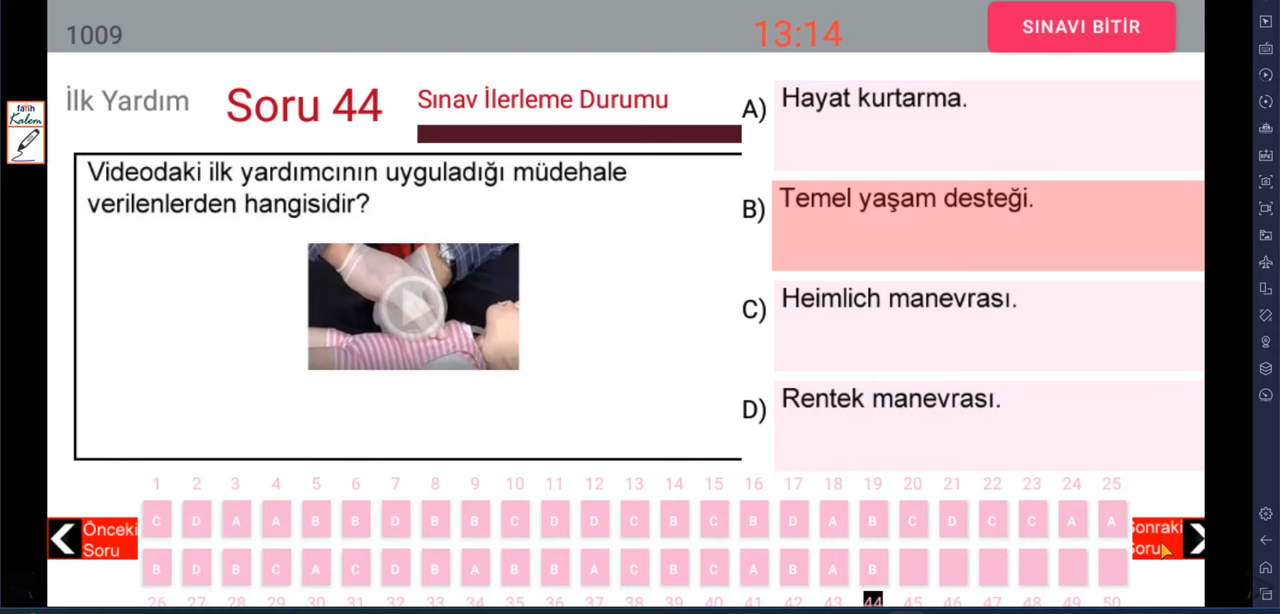 1009
13:14
SINAVI BİTİR
fatih
Kalem
İlk Yardım
Soru 44
Sınav İlerleme Durumu
Videodaki ilk yardımcının uyguladığı müdehale
verilenlerden hangisidir?
A) Hayat kurtarma.
B) Temel yaşam desteği.
C) Heimlich manevrası.
D) Rentek manevrası.
1 2 3 4 5 6 7 8 9 10 11 12 13 14 15 16 17 18 19 20 21 22 23 24 25
C D A A B B D B B C D D C B C B D A B C D C C A A
Önceki
Soru
Sonraki
Soru
B D B C A C D B A B B A C B C A B A B
26 27 28 29 30 31 32 33 34 35 36 37 38 39 40 41 42 43 44 45 46 47 48 49 50